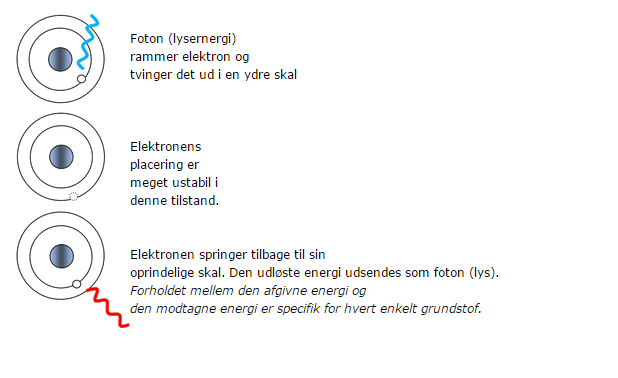 Foton (lysernergi)
rammer elektron og
tvinger det ud i en ydre skal
Elektronens
placering er
meget ustabil i
denne tilstand.
Elektronen springer tilbage til sin
oprindelige skal. Den udløste energi udsendes som foton (lys).
Forholdet mellem den afgivne energi og
den modtagne energi er specifik for hvert enkelt grundstof.